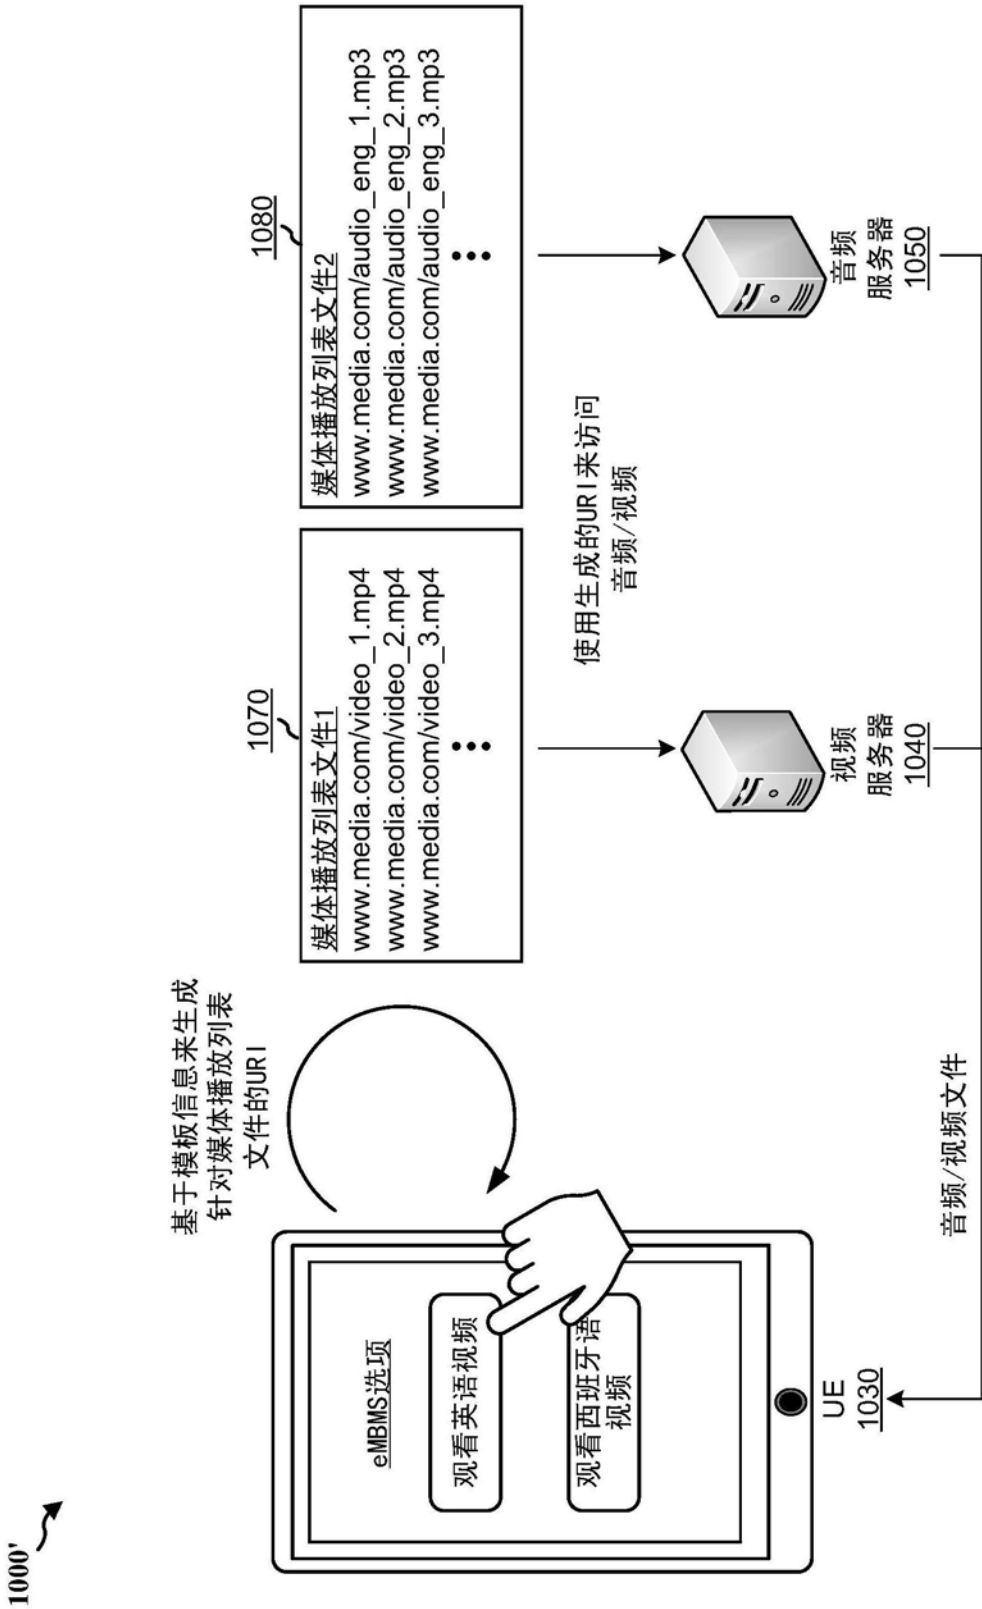 1000'
基于模板信息来生成
针对媒体播放列表
文件的URI
eMBMS选项
观看英语视频
观看西班牙语
视频
UE
1030
1070
媒体播放列表文件1
www.media.com/video_1.mp4
www.media.com/video_2.mp4
www.media.com/video_3.mp4
•••
1080
媒体播放列表文件2
www.media.com/audio_eng_1.mp3
www.media.com/audio_eng_2.mp3
www.media.com/audio_eng_3.mp3
•••
使用生成的URI来访问
音频/视频
视频
服务器
1040
音频
服务器
1050
音频/视频文件